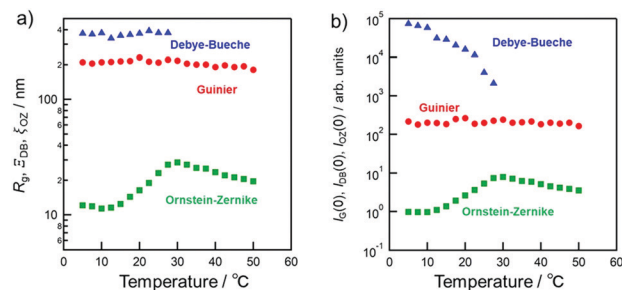 a)
R_g, Ξ_DB, ξ_OZ / nm
4
2
100
8
6
4
2
10
8
6
Debye-Bueche
Guinier
Ornstein-Zernike
0 10 20 30 40 50 60
Temperature / °C
b)
I_G(0), I_DB(0), I_OZ(0) / arb. units
10^5
10^4
10^3
10^2
10^1
10^0
10^-1
Debye-Bueche
Guinier
Ornstein-Zernike
0 10 20 30 40 50 60
Temperature / °C